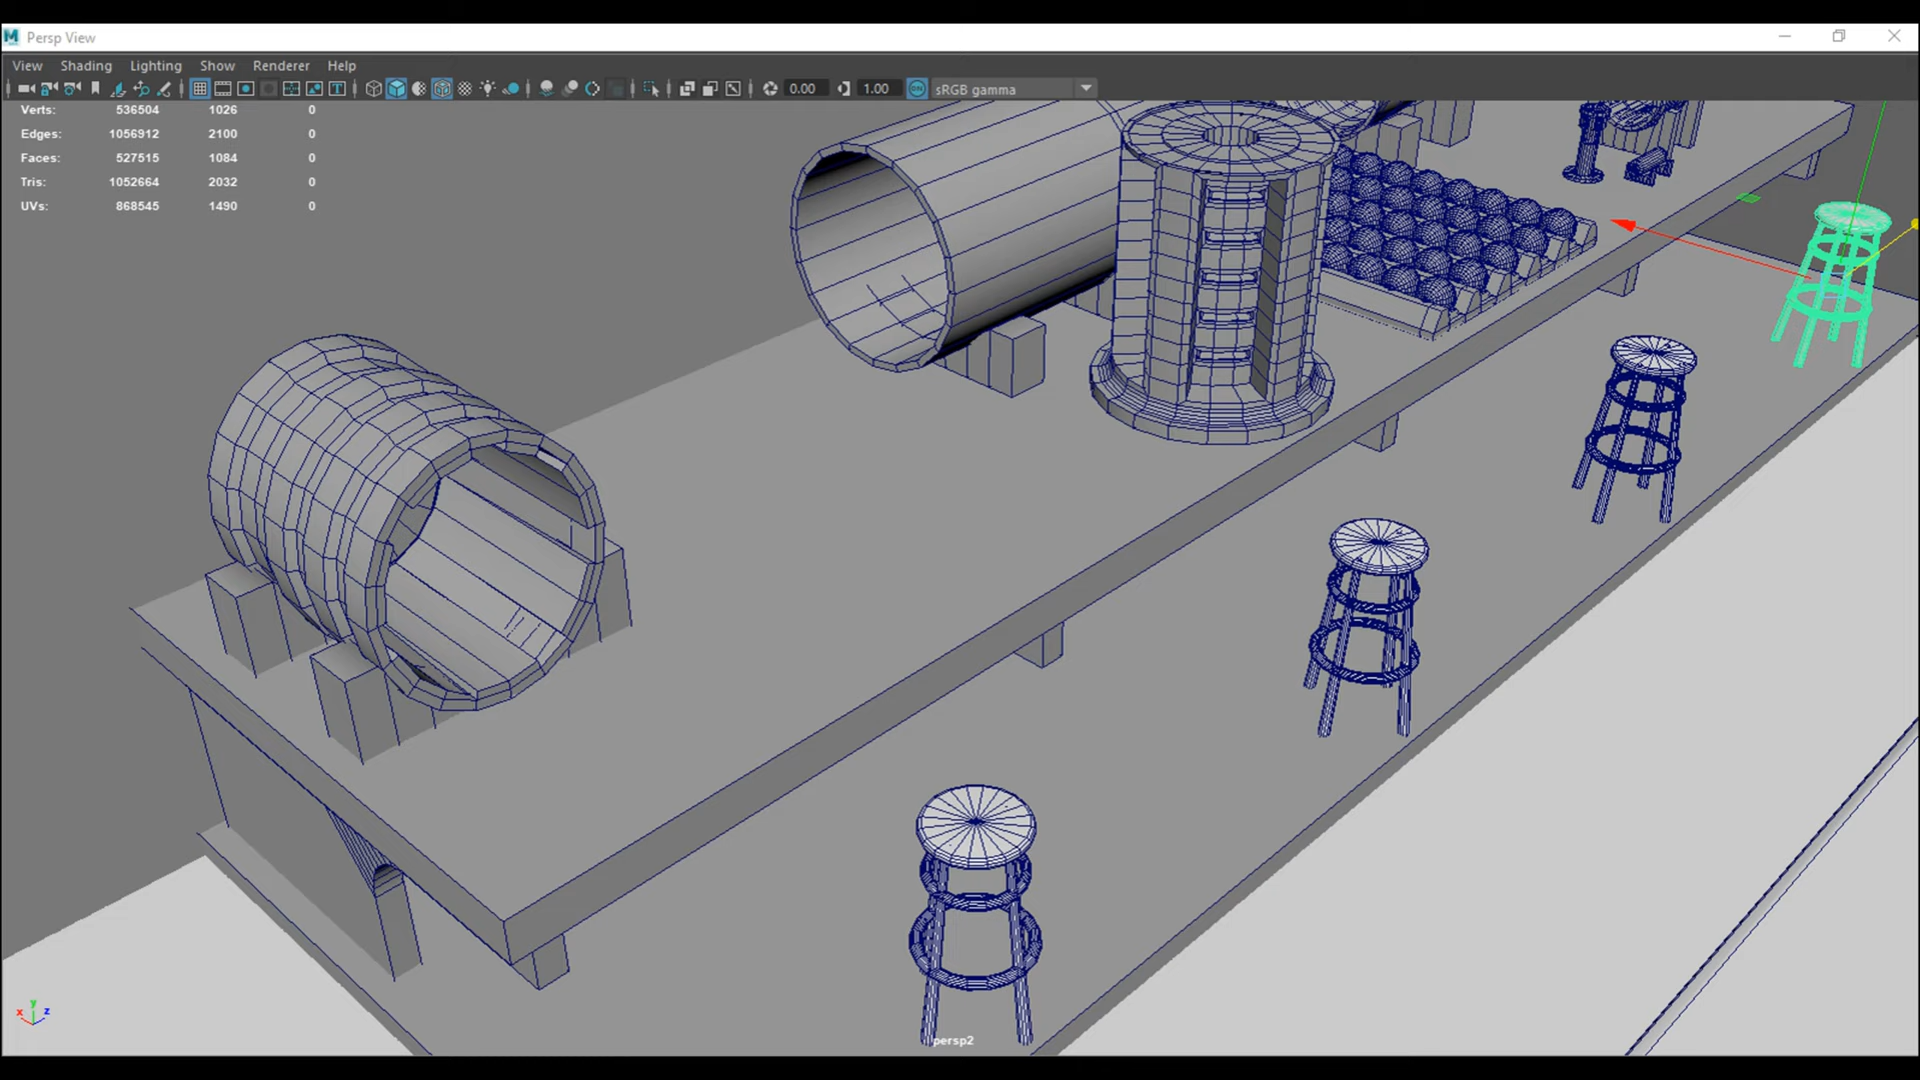 Persp View
View Shading Lighting Show Renderer Help
0.00 1.00 ON sRGB gamma
Verts: 536504 1026 0
Edges: 1056912 2100 0
Faces: 527515 1084 0
Tris: 1052664 2032 0
UVs: 868545 1490 0
y
x z
persp2